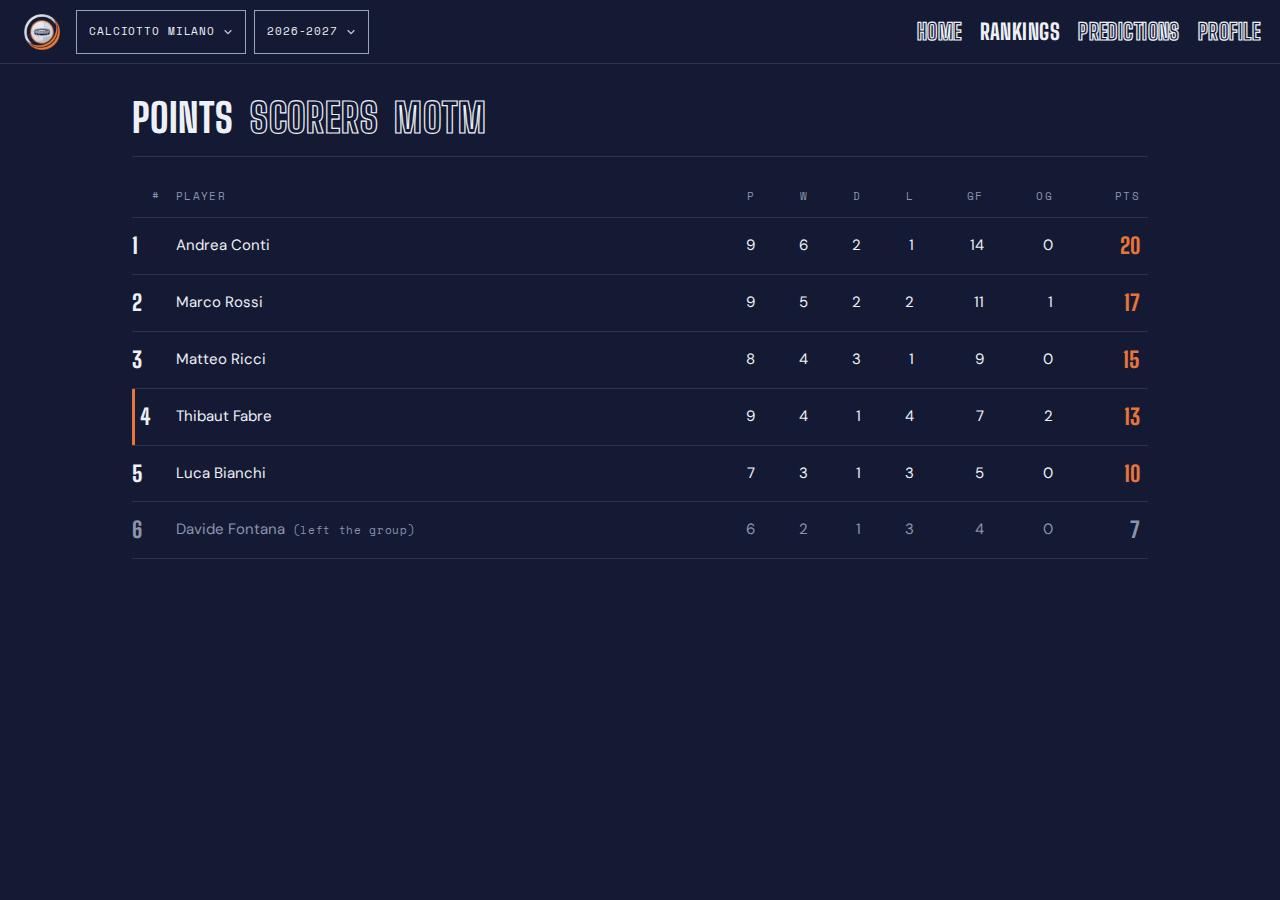 CALCIOTTO MILANO 2026-2027 HOME RANKINGS PREDICTIONS PROFILE
POINTS SCORERS MOTM
# PLAYER P W D L GF OG PTS
1 Andrea Conti 9 6 2 1 14 0 20
2 Marco Rossi 9 5 2 2 11 1 17
3 Matteo Ricci 8 4 3 1 9 0 15
4 Thibaut Fabre 9 4 1 4 7 2 13
5 Luca Bianchi 7 3 1 3 5 0 10
6 Davide Fontana (left the group) 6 2 1 3 4 0 7